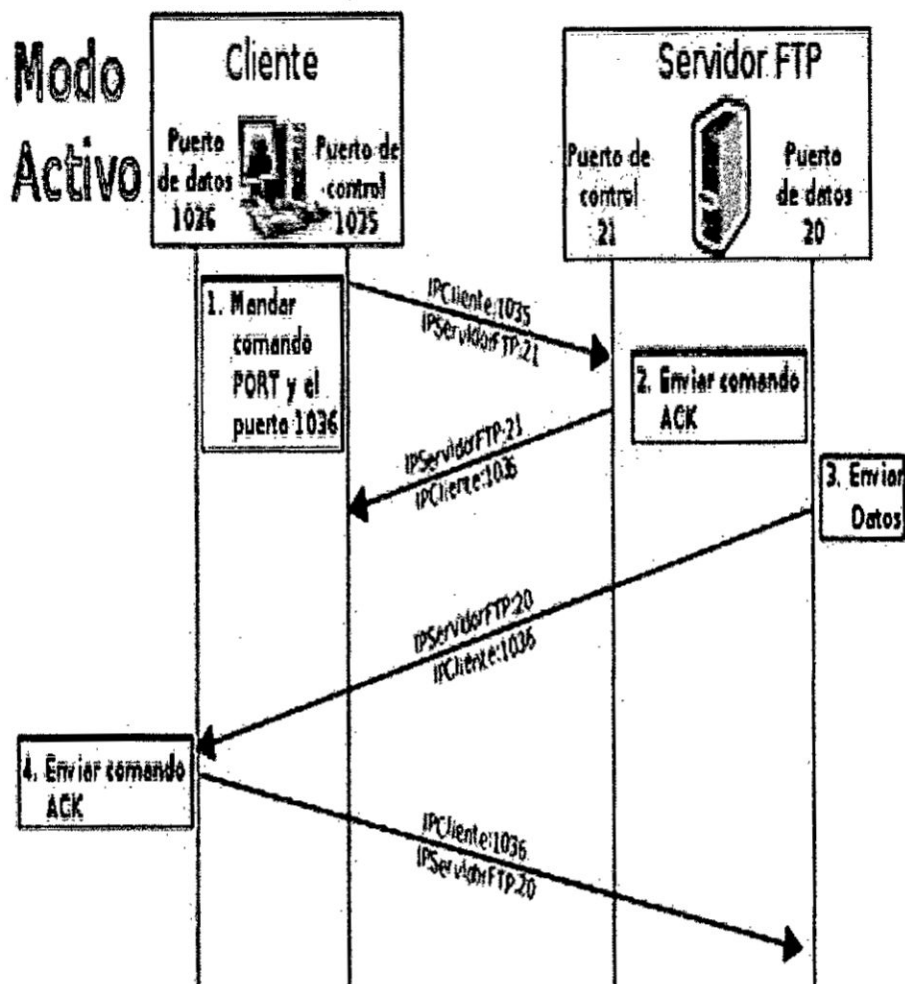 Modo
Activo
Cliente
Puerto
de datos
1026
Puerto de
control
1025
Servidor FTP
Puerto de
control
21
Puerto
de datos
20
1. Mandar
comando
PORT y el
puerto 1036
IPCliente:1035
IPServidorFTP:21
2. Enviar comando
ACK
IPServidorFTP:21
IPCliente:1036
3. Enviar
Datos
IPServidorFTP:20
IPCliente:1036
4. Enviar comando
ACK
IPCliente:1036
IPServidorFTP:20